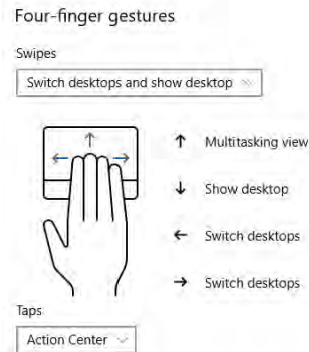 Four-finger gestures
Swipes
Switch desktops and show desktop
↑ Multitasking view
↓ Show desktop
← Switch desktops
→ Switch desktops
Taps
Action Center